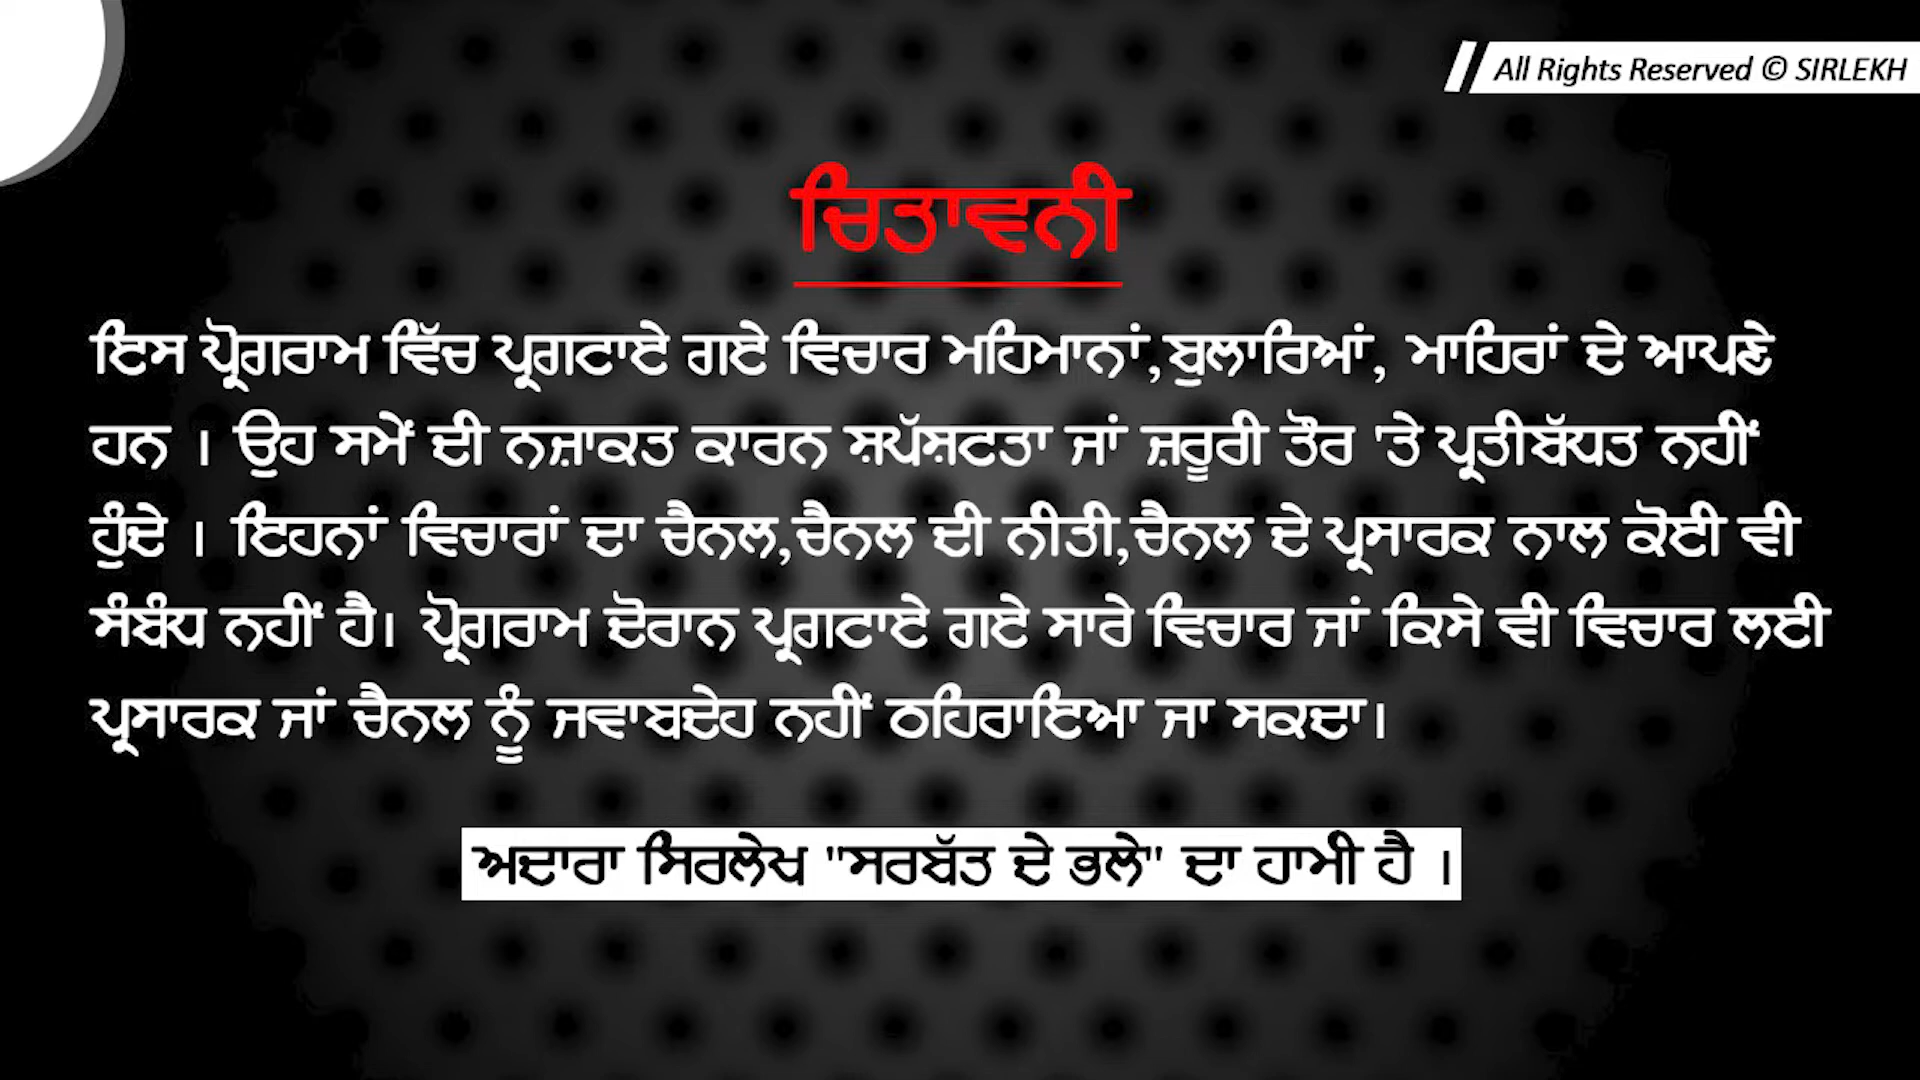 All Rights Reserved © SIRLEKH
ਚਿਤਾਵਨੀ
ਇਸ ਪ੍ਰੋਗਰਾਮ ਵਿੱਚ ਪ੍ਰਗਟਾਏ ਗਏ ਵਿਚਾਰ ਮਹਿਮਾਨਾਂ,ਬੁਲਾਰਿਆਂ, ਮਾਹਿਰਾਂ ਦੇ ਆਪਣੇ
ਹਨ । ਉਹ ਸਮੇਂ ਦੀ ਨਜ਼ਾਕਤ ਕਾਰਨ ਸ਼ਪੱਸ਼ਟਤਾ ਜਾਂ ਜ਼ਰੂਰੀ ਤੌਰ 'ਤੇ ਪ੍ਰਤੀਬੱਧਤ ਨਹੀਂ
ਹੁੰਦੇ । ਇਹਨਾਂ ਵਿਚਾਰਾਂ ਦਾ ਚੈਨਲ,ਚੈਨਲ ਦੀ ਨੀਤੀ,ਚੈਨਲ ਦੇ ਪ੍ਰਸਾਰਕ ਨਾਲ ਕੋਈ ਵੀ
ਸੰਬੰਧ ਨਹੀਂ ਹੈ। ਪ੍ਰੋਗਰਾਮ ਦੋਰਾਨ ਪ੍ਰਗਟਾਏ ਗਏ ਸਾਰੇ ਵਿਚਾਰ ਜਾਂ ਕਿਸੇ ਵੀ ਵਿਚਾਰ ਲਈ
ਪ੍ਰਸਾਰਕ ਜਾਂ ਚੈਨਲ ਨੂੰ ਜਵਾਬਦੇਹ ਨਹੀਂ ਠਹਿਰਾਇਆ ਜਾ ਸਕਦਾ।
ਅਦਾਰਾ ਸਿਰਲੇਖ "ਸਰਬੱਤ ਦੇ ਭਲੇ" ਦਾ ਹਾਮੀ ਹੈ ।